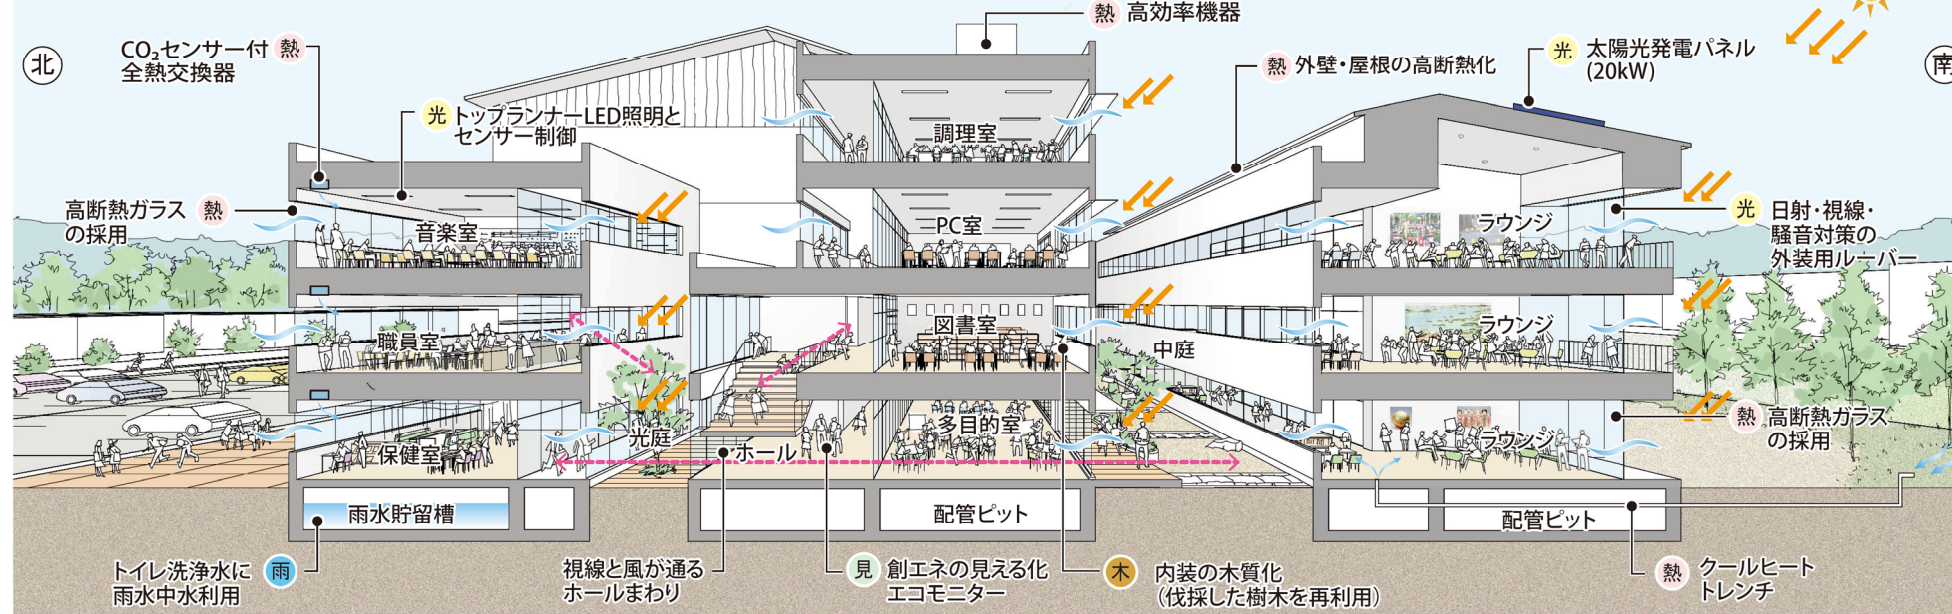 北
CO₂センサー付
全熱交換器
熱
光
トップランナーLED照明と
センサー制御
高断熱ガラス
の採用
熱
熱
高効率機器
熱
外壁・屋根の高断熱化
光
太陽光発電パネル
(20kW)
南
光
日射・視線・
騒音対策の
外装用ルーバー
調理室
音楽室
PC室
ラウンジ
職員室
図書室
中庭
ラウンジ
保健室
光庭
ホール
多目的室
ラウンジ
熱
高断熱ガラス
の採用
雨水貯留槽
配管ピット
配管ピット
トイレ洗浄水に
雨水中水利用
雨
視線と風が通る
ホールまわり
見
創エネの見える化
エコモニター
木
内装の木質化
(伐採した樹木を再利用)
熱
クールヒート
トレンチ